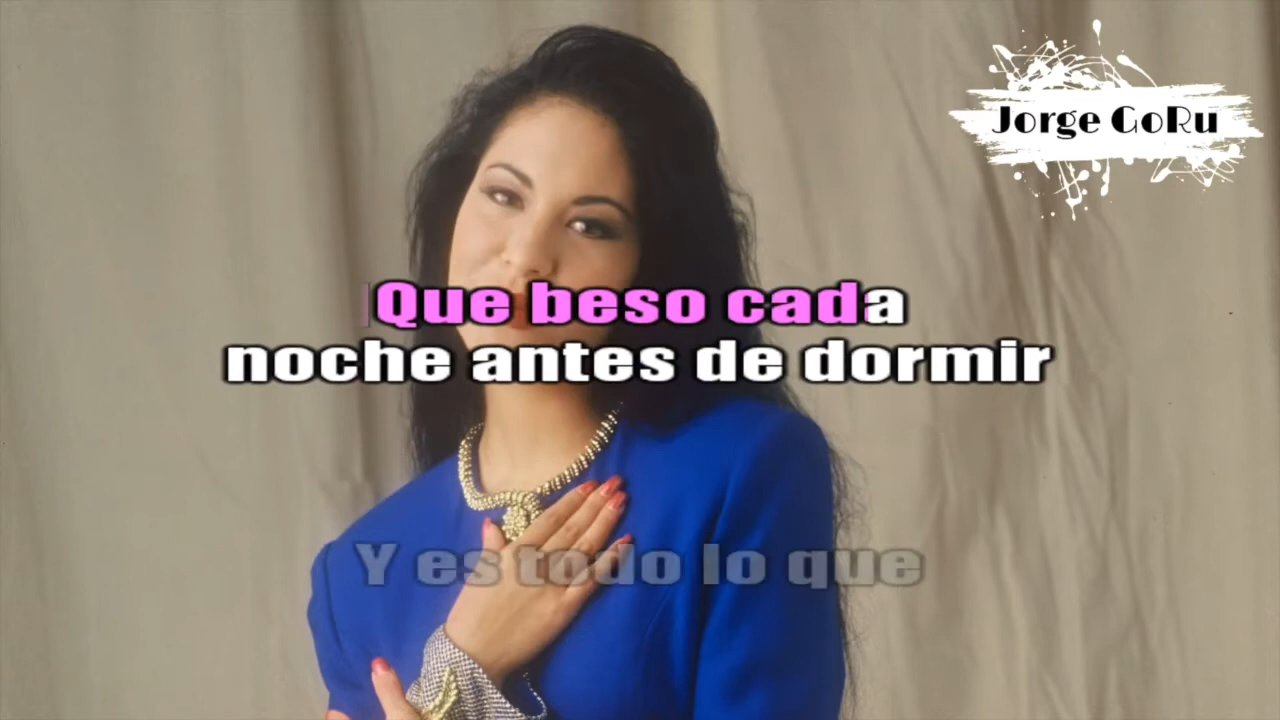 Jorge GoRu
Que beso cada
noche antes de dormir
Y es todo lo que